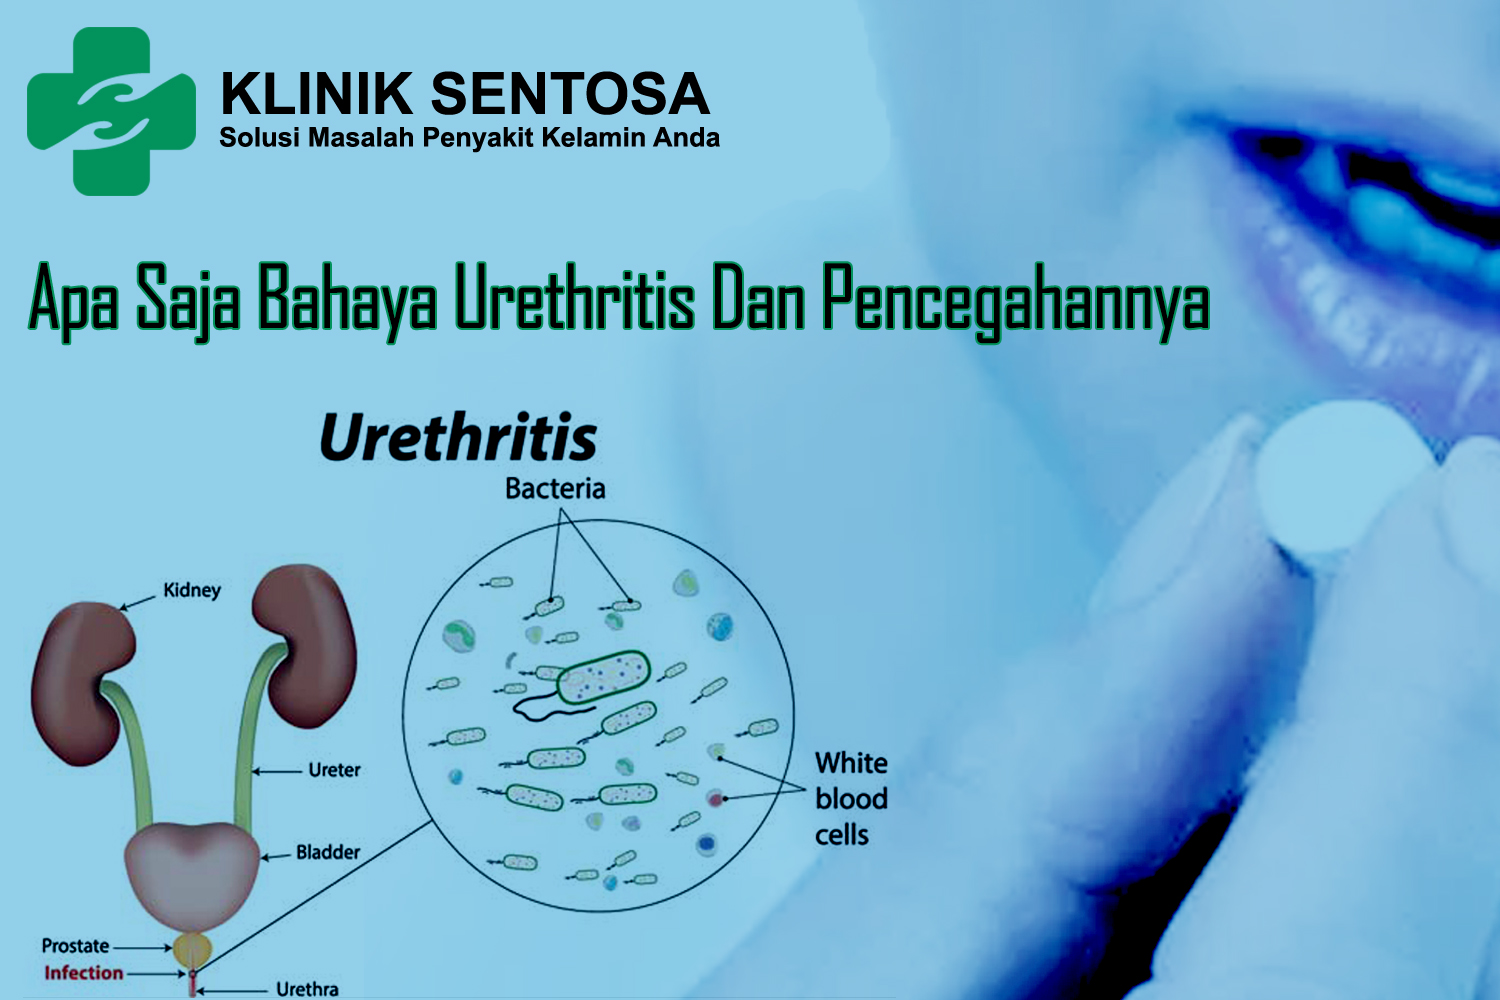 KLINIK SENTOSA
Solusi Masalah Penyakit Kelamin Anda
Apa Saja Bahaya Urethritis Dan Pencegahannya
Urethritis
Bacteria
Kidney
Ureter
White
blood
cells
Bladder
Prostate
Infection
Urethra